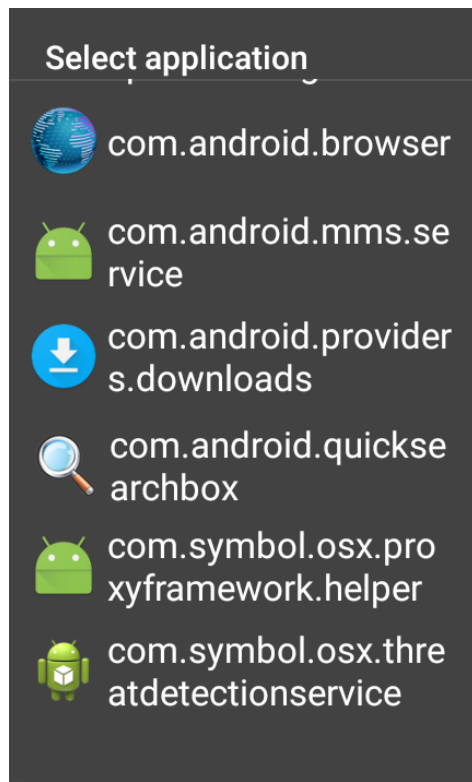 Select application
com.android.browser
com.android.mms.se
rvice
com.android.provider
s.downloads
com.android.quickse
archbox
com.symbol.osx.pro
xyframework.helper
com.symbol.osx.thre
atdetectionservice